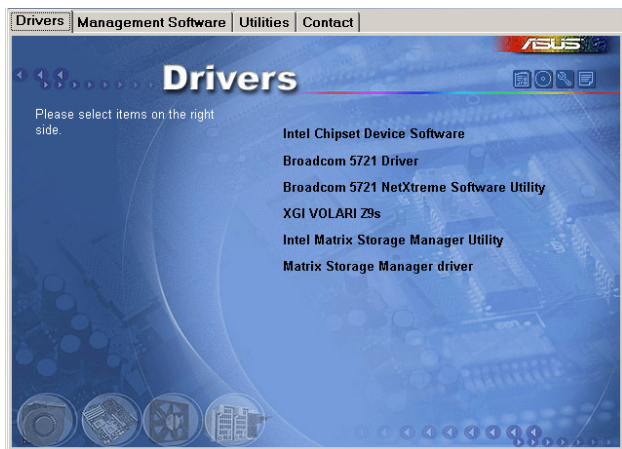 Drivers Management Software Utilities Contact
ASUS
Drivers
Please select items on the right
side.
Intel Chipset Device Software
Broadcom 5721 Driver
Broadcom 5721 NetXtreme Software Utility
XGI VOLARI Z9s
Intel Matrix Storage Manager Utility
Matrix Storage Manager driver